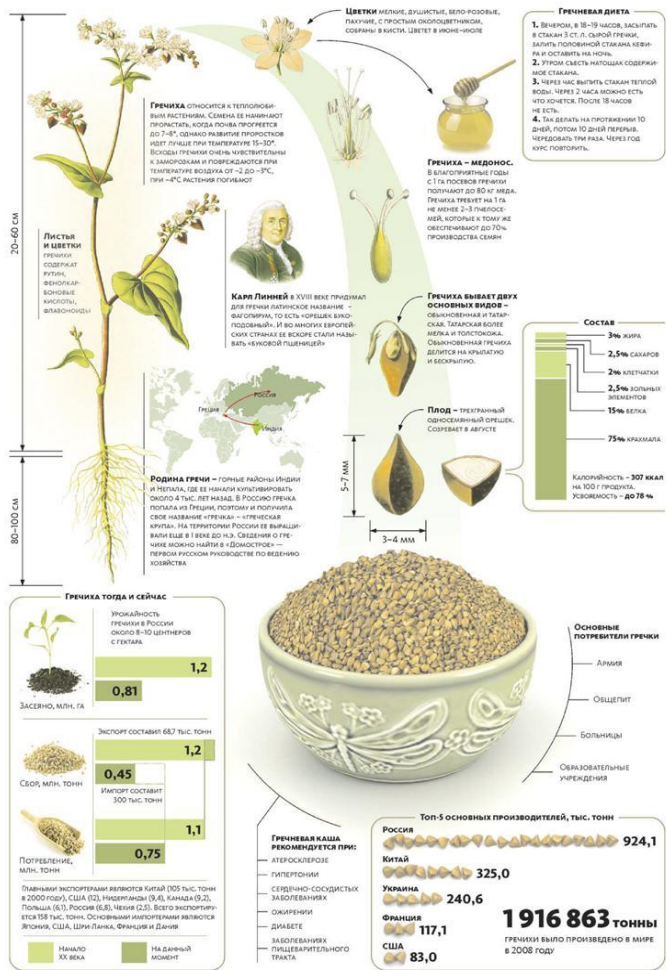 Цветки мелкие, душистые, бело-розовые,
пахучие, с простым околоцветником,
собраны в кисти. Цветет в июне–июле
Гречневая диета
1. Вечером, в 18–19 часов, засыпать
в стакан 3 ст. л. сырой гречки,
залить половиной стакана кефи-
ра и оставить на ночь.
2. Утром съесть натощак содержи-
мое стакана.
3. Через час выпить стакан теплой
воды. Через 2 часа можно есть
что хочется. После 18 часов
не есть.
4. Так делать на протяжении 10
дней, потом 10 дней перерыв.
Чередовать три раза. Через год
курс повторить.
Гречиха относится к теплолюби-
вым растениям. Семена ее начинают
прорастать, когда почва прогреется
до 7–8°, однако развитие проростков
идет лучше при температуре 15–30°.
Всходы гречихи очень чувствительны
к заморозкам и повреждаются при
температуре воздуха от –2 до –3°С,
при –4°С растения погибают
Гречиха – медонос.
В благоприятные годы
с 1 га посевов гречихи
получают до 80 кг меда.
Гречиха требует на 1 га
не менее 2–3 пчелосе-
мей, которые к тому же
обеспечивают до 70%
производства семян
20–60 см
Листья
и цветки
гречихи
содержат
рутин,
фенолкар-
боновые
кислоты,
флавоноиды
Карл Линней в XVIII веке придумал
для гречки латинское название –
фагопирум, то есть «орешек буко-
подобный». И во многих европей-
ских странах ее вскоре стали назы-
вать «буковой пшеницей»
Гречиха бывает двух
основных видов –
обыкновенная и татар-
ская. Татарская более
мелка и толстокожа.
Обыкновенная гречиха
делится на крылатую
и бескрылую.
Состав
3% жира
2,5% сахаров
2% клетчатки
2,5% зольных
элементов
15% белка
75% крахмала
Калорийность – 307 ккал
на 100 г продукта.
Усвояемость – до 78 %
Россия
Греция
Индия
Плод – трехгранный
односемянный орешек.
Созревает в августе
5–7 мм
3–4 мм
80–100 см
Родина гречи – горные районы Индии
и Непала, где ее начали культивировать
около 4 тыс. лет назад. В Россию гречка
попала из Греции, поэтому и получила
свое название «гречка» – «греческая
крупа». На территории России ее выращи-
вали еще в 1 веке до н.э. Сведения о гре-
чихе можно найти в «Домострое» —
первом русском руководстве по ведению
хозяйства
Гречиха тогда и сейчас
Урожайность
гречихи в России
около 8–10 центнеров
с гектара
1,2
0,81
Засеяно, млн. га
Экспорт составил 68,7 тыс. тонн
1,2
0,45
Сбор, млн. тонн
Импорт составит
300 тыс. тонн
1,1
0,75
Потребление,
млн. тонн
Главными экспортерами являются Китай (105 тыс. тонн
в 2000 году), США (12), Нидерланды (9,4), Канада (9,2),
Польша (6,1), Россия (6,8), Чехия (2,5). Всего экспортиру-
ется 158 тыс. тонн. Основными импортерами являются
Япония, США, Шри-Ланка, Франция и Дания
Начало
XX века
На данный
момент
Основные
потребители гречки
Армия
Общепит
Больницы
Образовательные
учреждения
Гречневая каша
рекомендуется при:
атеросклерозе
гипертонии
сердечно-сосудистых
заболеваниях
ожирении
диабете
заболеваниях
пищеварительного
тракта
Топ-5 основных производителей, тыс. тонн
Россия
924,1
Китай
325,0
Украина
240,6
Франция
117,1
США
83,0
1 916 863 тонны
гречихи было произведено в мире
в 2008 году